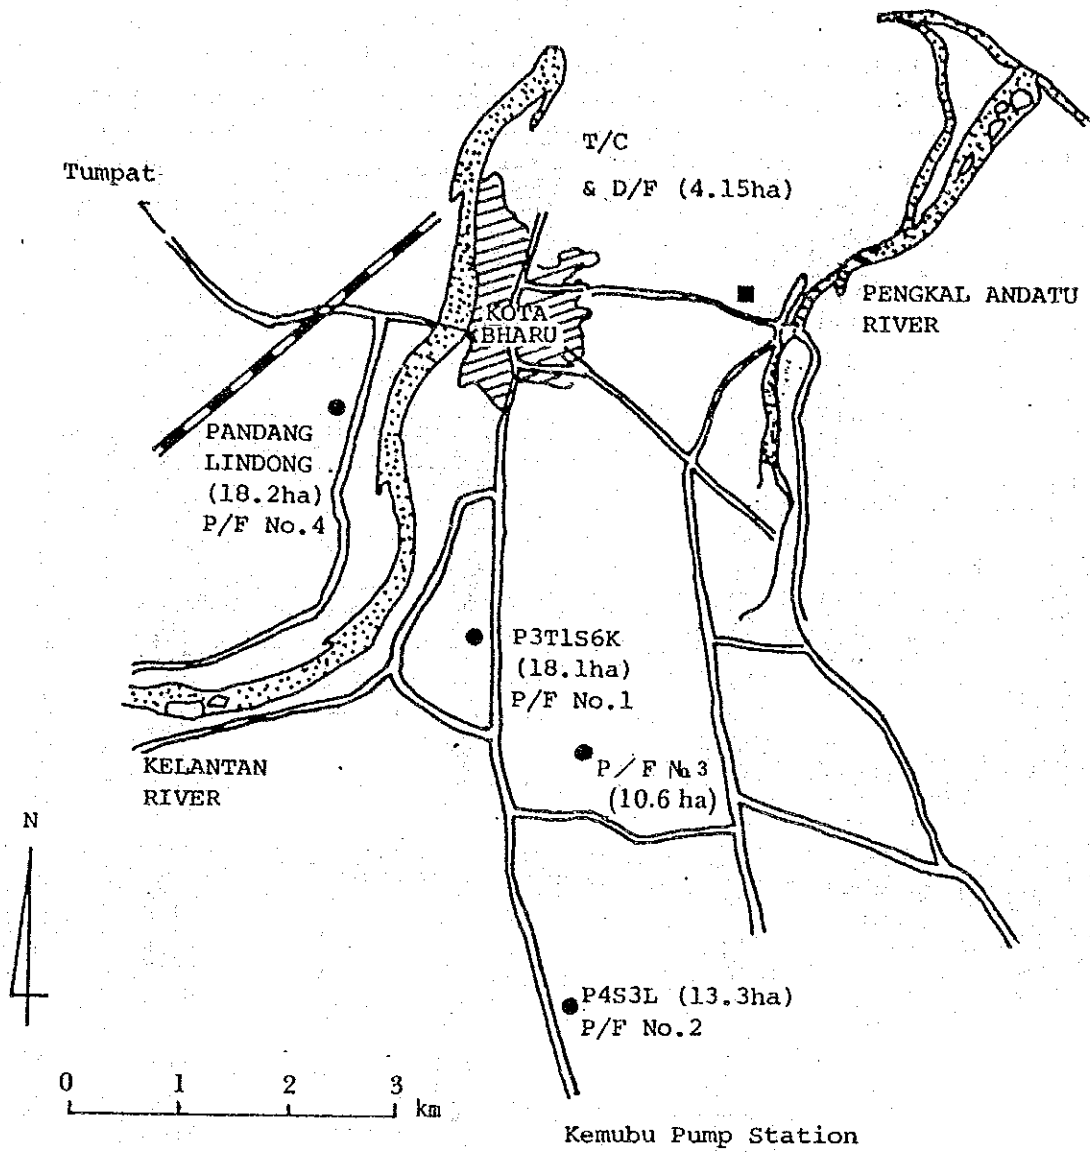 T/C
& D/F (4.15ha)
Tumpat
PENGKAL ANDATU
RIVER
KOTA
BHARU
PANDANG
LINDONG
(18.2ha)
P/F No.4
P3T1S6K
(18.1ha)
P/F No.1
KELANTAN
RIVER
P/F № 3
(10.6 ha)
N
P4S3L (13.3ha)
P/F No.2
0 1 2 3
km
Kemubu Pump Station